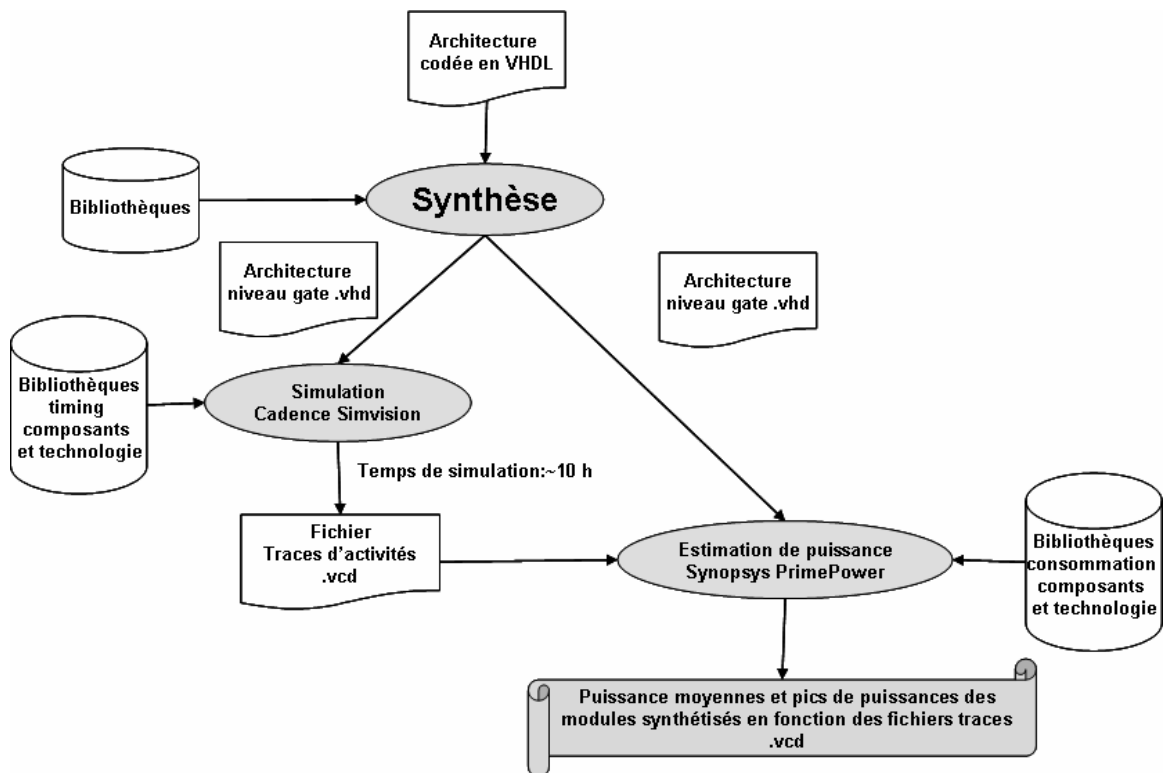 Architecture
codée en VHDL
Synthèse
Bibliothèques
Architecture
niveau gate .vhd
Architecture
niveau gate .vhd
Bibliothèques
timing
composants
et technologie
Simulation
Cadence Simvision
Temps de simulation:~10 h
Fichier
Traces d'activités
.vcd
Estimation de puissance
Synopsys PrimePower
Bibliothèques
consommation
composants
et technologie
Puissance moyennes et pics de puissances des
modules synthétisés en fonction des fichiers traces
.vcd